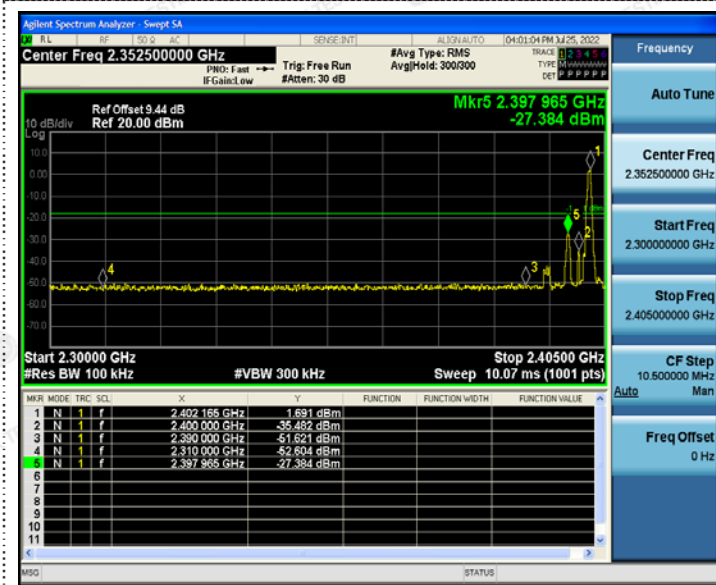 Agilent Spectrum Analyzer - Swept SA
RL RF 50 Ω AC SENSE:INT ALIGNAUTO 04:01:04 PM Jul 25, 2022
Center Freq 2.352500000 GHz
PNO: Fast
IFGain:Low
Trig: Free Run
#Atten: 30 dB
#Avg Type: RMS
Avg|Hold: 300/300
TRACE 1 2 3 4 5 6
TYPE M
DET P P P P P P
Frequency
Auto Tune
Center Freq
2.352500000 GHz
Start Freq
2.300000000 GHz
Stop Freq
2.405000000 GHz
CF Step
10.500000 MHz
Auto Man
Freq Offset
0 Hz
Mkr5 2.397 965 GHz
-27.384 dBm
Ref Offset 9.44 dB
10 dB/div Ref 20.00 dBm
Log
10.0
0.00
-10.0
-20.0
-30.0
-40.0
-50.0
-60.0
-70.0
1
5
2
3
4
Start 2.30000 GHz Stop 2.40500 GHz
#Res BW 100 kHz #VBW 300 kHz Sweep 10.07 ms (1001 pts)
MKR MODE TRC SCL X Y FUNCTION FUNCTION WIDTH FUNCTION VALUE
1 N 1 f 2.402 165 GHz 1.691 dBm
2 N 1 f 2.400 000 GHz -35.482 dBm
3 N 1 f 2.390 000 GHz -51.621 dBm
4 N 1 f 2.310 000 GHz -52.604 dBm
5 N 1 f 2.397 965 GHz -27.384 dBm
6
7
8
9
10
11
MSG STATUS